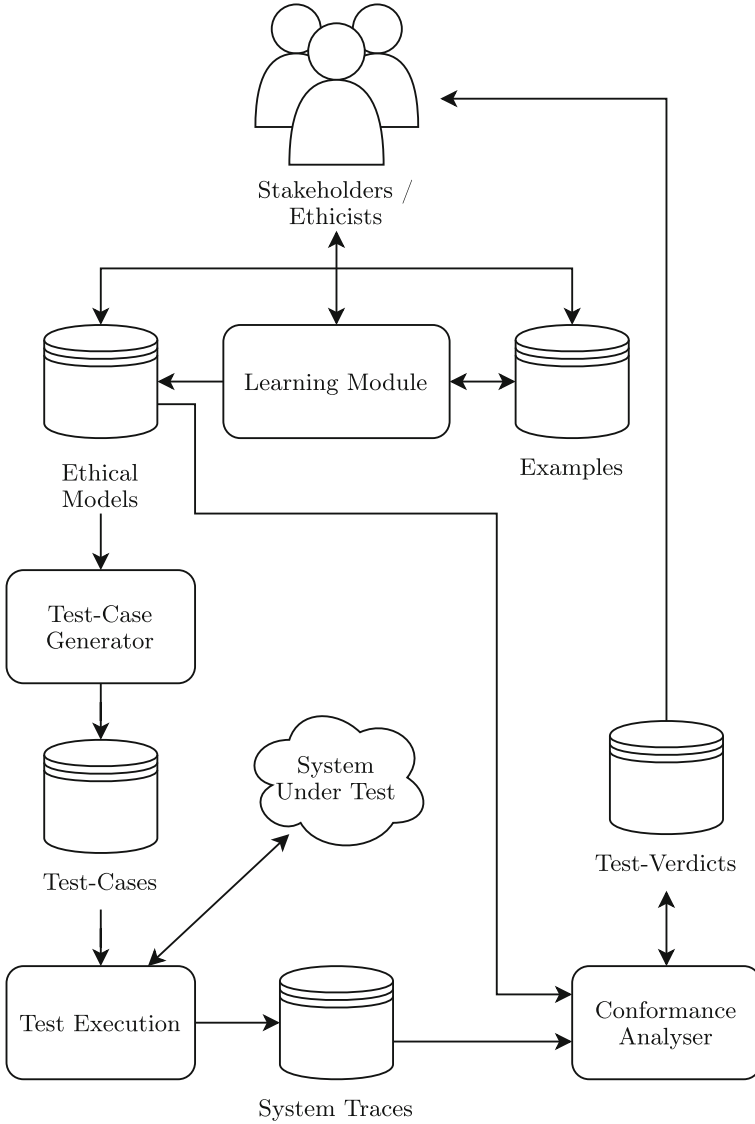 Stakeholders /
Ethicists
Learning Module
Ethical
Models
Examples
Test-Case
Generator
System
Under Test
Test-Cases
Test-Verdicts
Test Execution
Conformance
Analyser
System Traces